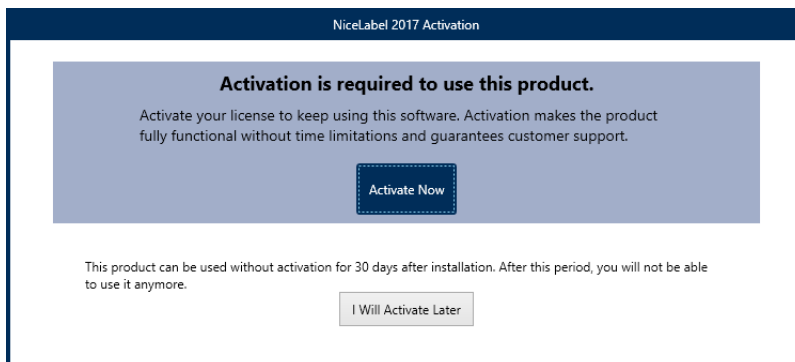 NiceLabel 2017 Activation
Activation is required to use this product.
Activate your license to keep using this software. Activation makes the product
fully functional without time limitations and guarantees customer support.
Activate Now
This product can be used without activation for 30 days after installation. After this period, you will not be able
to use it anymore.
I Will Activate Later